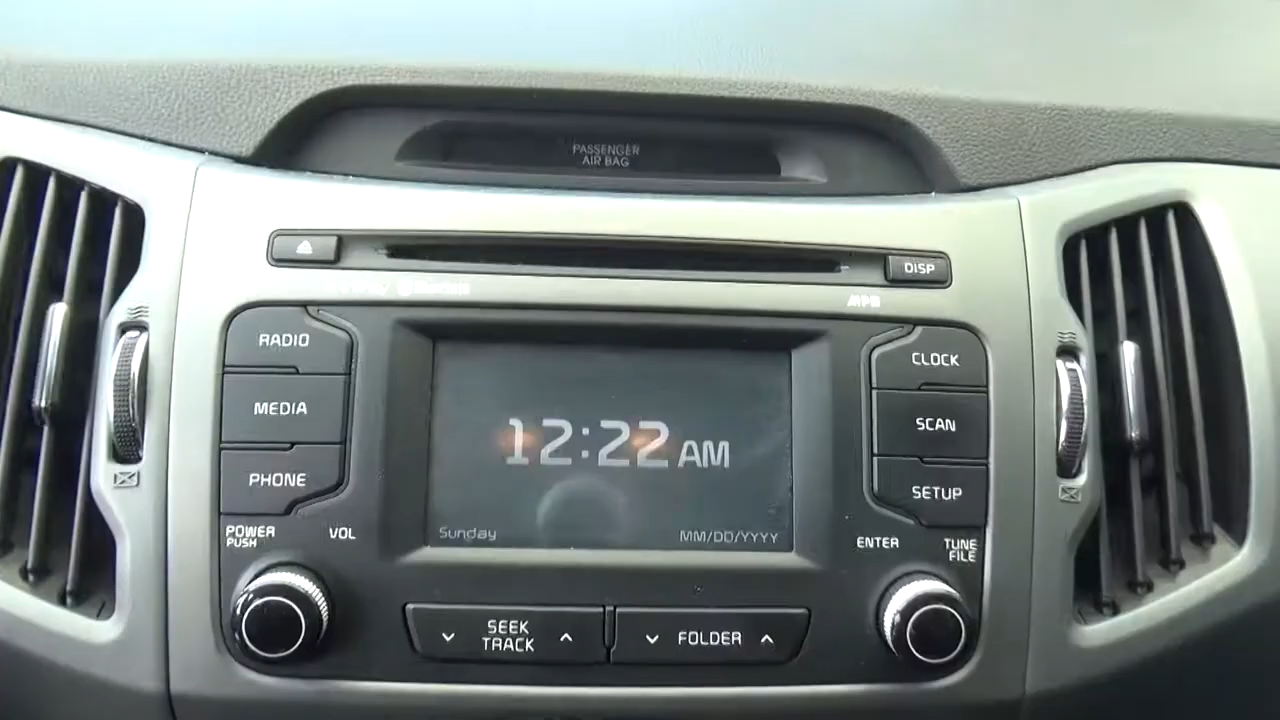 PASSENGER
AIR BAG
DISP
RADIO
MEDIA
PHONE
CLOCK
SCAN
SETUP
12:22 AM
Sunday
MM/DD/YYYY
POWER
PUSH
VOL
ENTER
TUNE
FILE
SEEK
TRACK
FOLDER